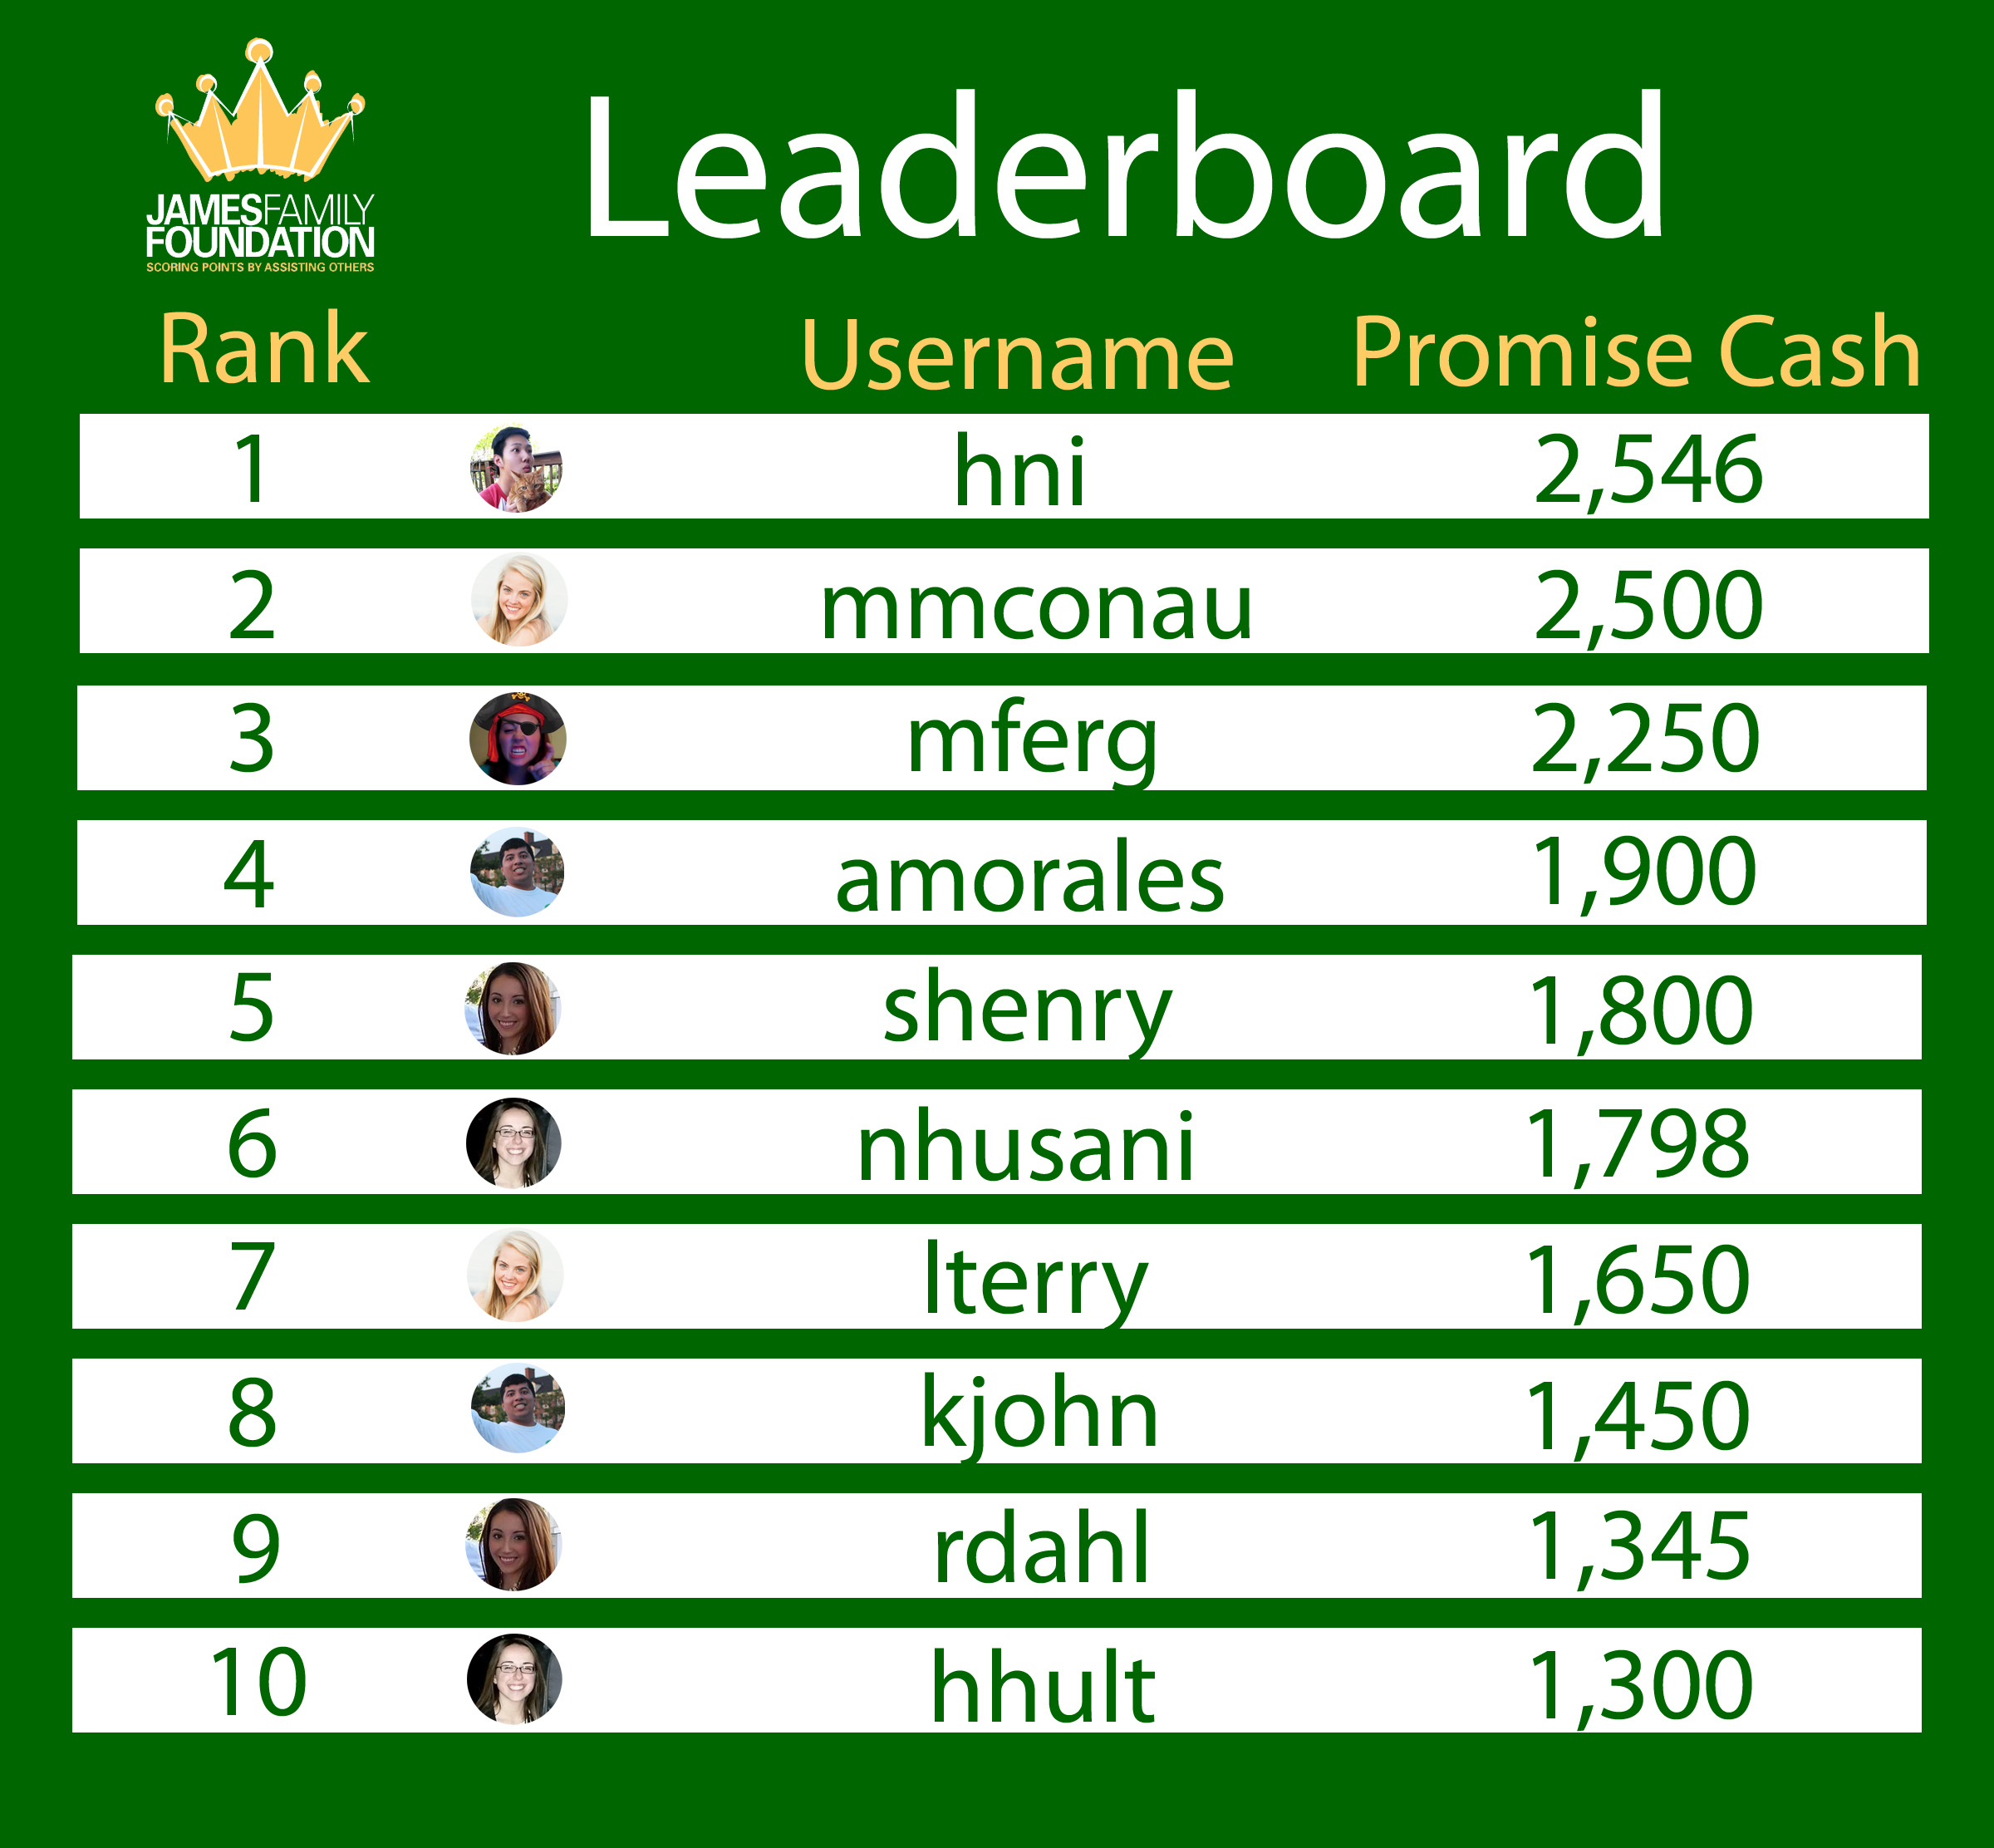 JAMESFAMILY
FOUNDATION
SCORING POINTS BY ASSISTING OTHERS
Leaderboard
Rank Username Promise Cash
1 hni 2,546
2 mmconau 2,500
3 mferg 2,250
4 amorales 1,900
5 shenry 1,800
6 nhusani 1,798
7 lterry 1,650
8 kjohn 1,450
9 rdahl 1,345
10 hhult 1,300